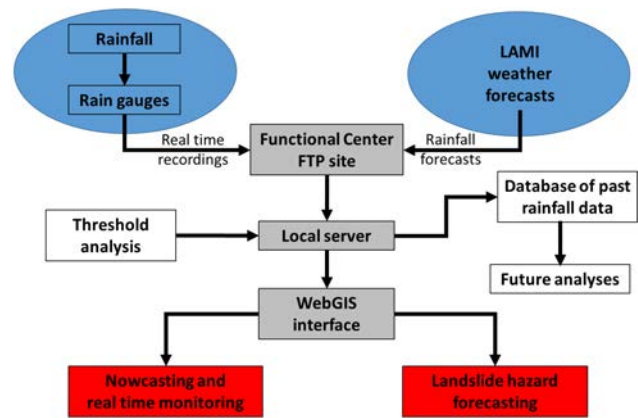 Rainfall
Rain gauges
LAMI
weather
forecasts
Real time
recordings
Functional Center
FTP site
Rainfall
forecasts
Threshold
analysis
Local server
Database of past
rainfall data
Future analyses
WebGIS
interface
Nowcasting and
real time monitoring
Landslide hazard
forecasting